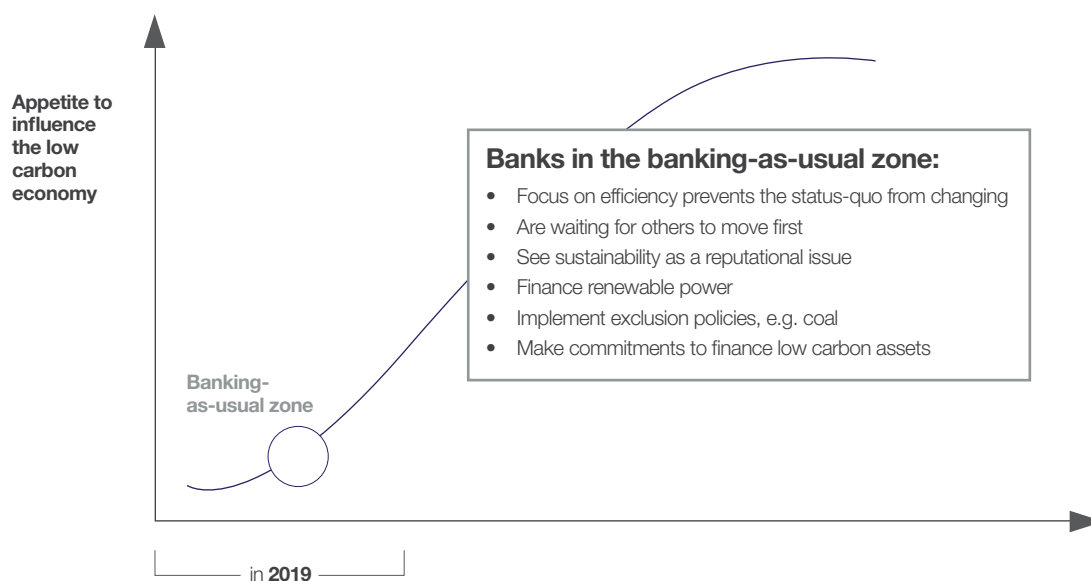 Appetite to
influence
the low
carbon
economy
Banks in the banking-as-usual zone:
• Focus on efficiency prevents the status-quo from changing
• Are waiting for others to move first
• See sustainability as a reputational issue
• Finance renewable power
• Implement exclusion policies, e.g. coal
• Make commitments to finance low carbon assets
Banking-
as-usual zone
in 2019